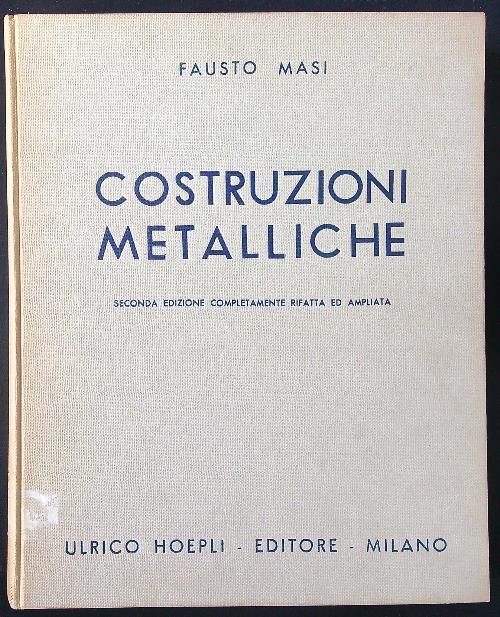 FAUSTO MASI
COSTRUZIONI
METALLICHE
SECONDA EDIZIONE COMPLETAMENTE RIFATTA ED AMPLIATA
ULRICO HOEPLI - EDITORE - MILANO